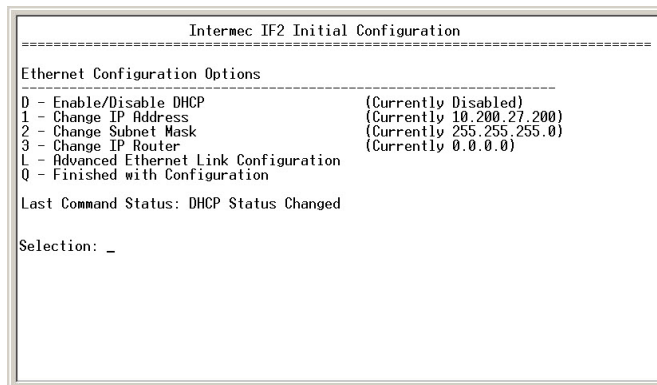 Intermec IF2 Initial Configuration
================================================================================
Ethernet Configuration Options
--------------------------------------------------------------------
D - Enable/Disable DHCP (Currently Disabled)
1 - Change IP Address (Currently 10.200.27.200)
2 - Change Subnet Mask (Currently 255.255.255.0)
3 - Change IP Router (Currently 0.0.0.0)
L - Advanced Ethernet Link Configuration
Q - Finished with Configuration
Last Command Status: DHCP Status Changed
Selection: _